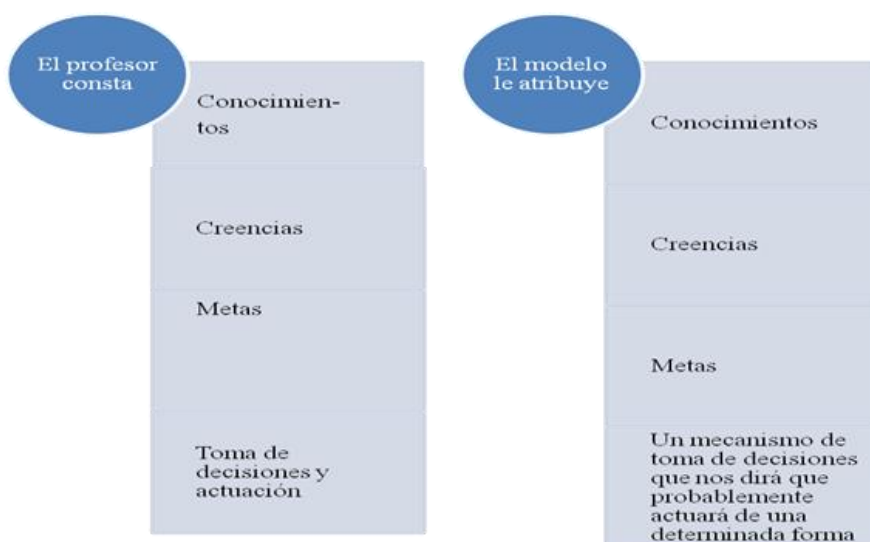 El profesor
consta
Conocimien-
tos
Creencias
Metas
Toma de
decisiones y
actuación
El modelo
le atribuye
Conocimientos
Creencias
Metas
Un mecanismo de
toma de decisiones
que nos dirá que
probablemente
actuará de una
determinada forma